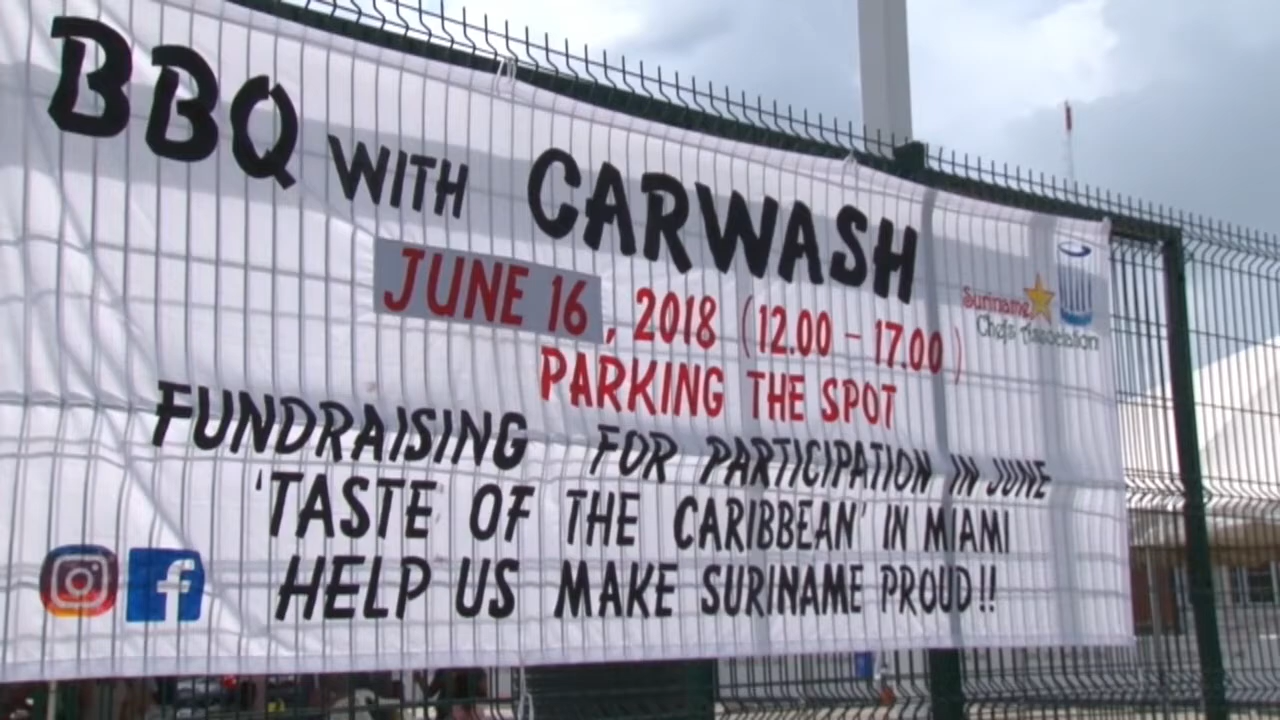 BBQ WITH CARWASH
JUNE 16, 2018 (12.00 - 17.00)
PARKING THE SPOT
Suriname
Chefs Association
FUNDRAISING FOR PARTICIPATION IN JUNE
'TASTE OF THE CARIBBEAN' IN MIAMI
HELP US MAKE SURINAME PROUD!!
f